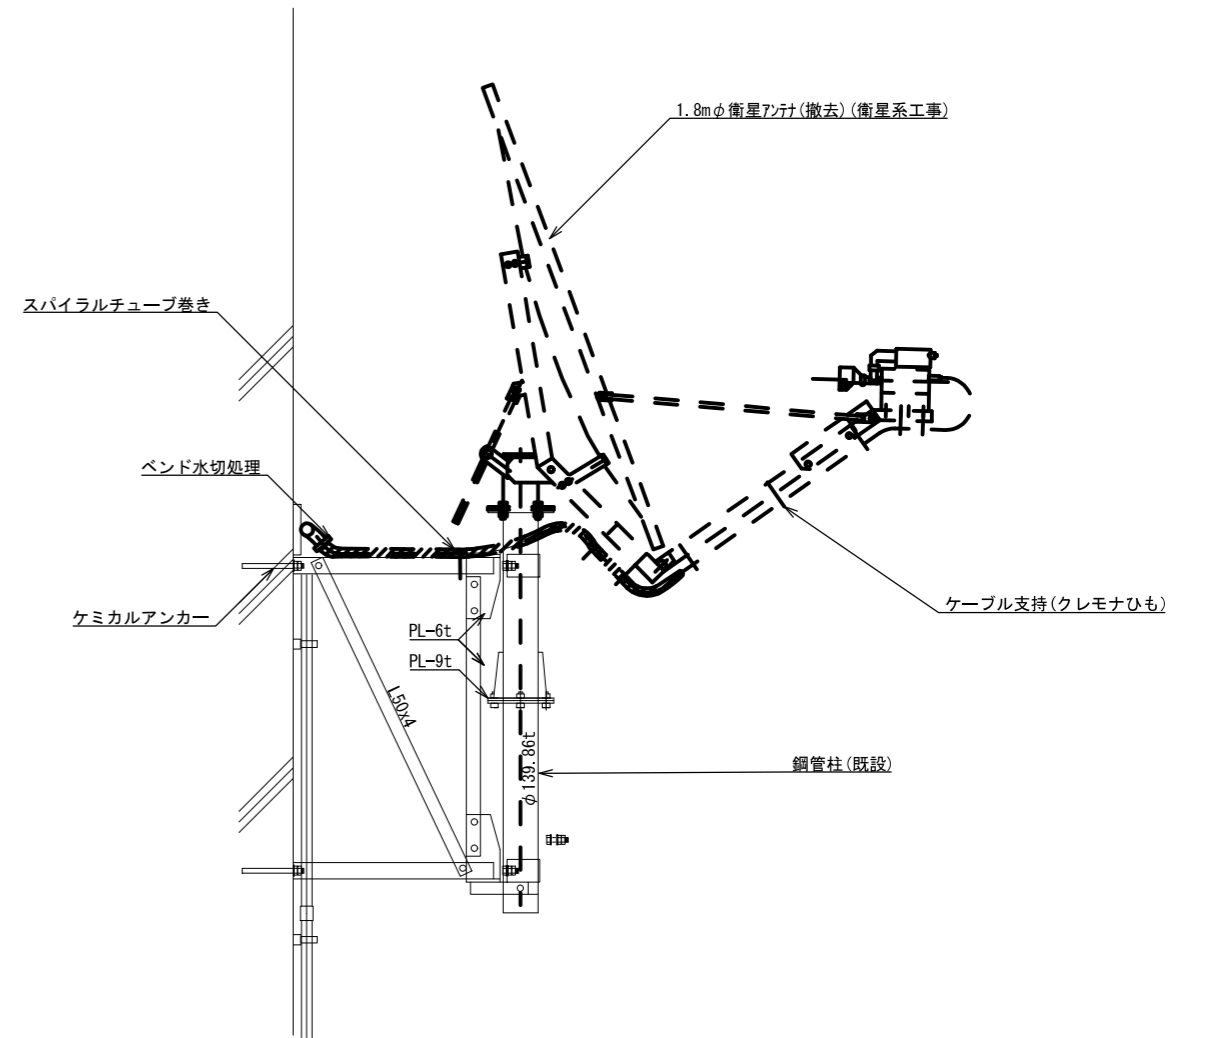 1.8mφ衛星ｱﾝﾃﾅ(撤去)(衛星系工事)
スパイラルチューブ巻き
ベンド水切処理
ケミカルアンカー
ケーブル支持(クレモナひも)
PL-6t
PL-9t
L50x4
φ139.86t
鋼管柱(既設)